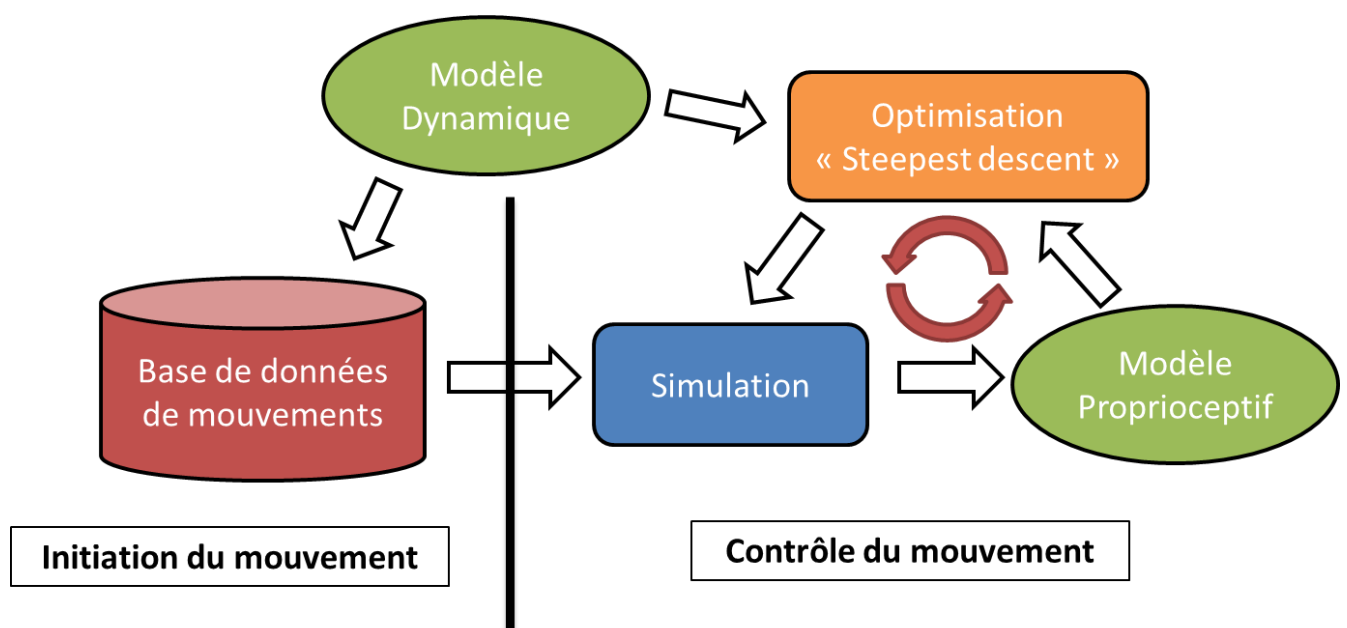 Modèle
Dynamique
Optimisation
« Steepest descent »
Base de données
de mouvements
Simulation
Modèle
Proprioceptif
Initiation du mouvement
Contrôle du mouvement